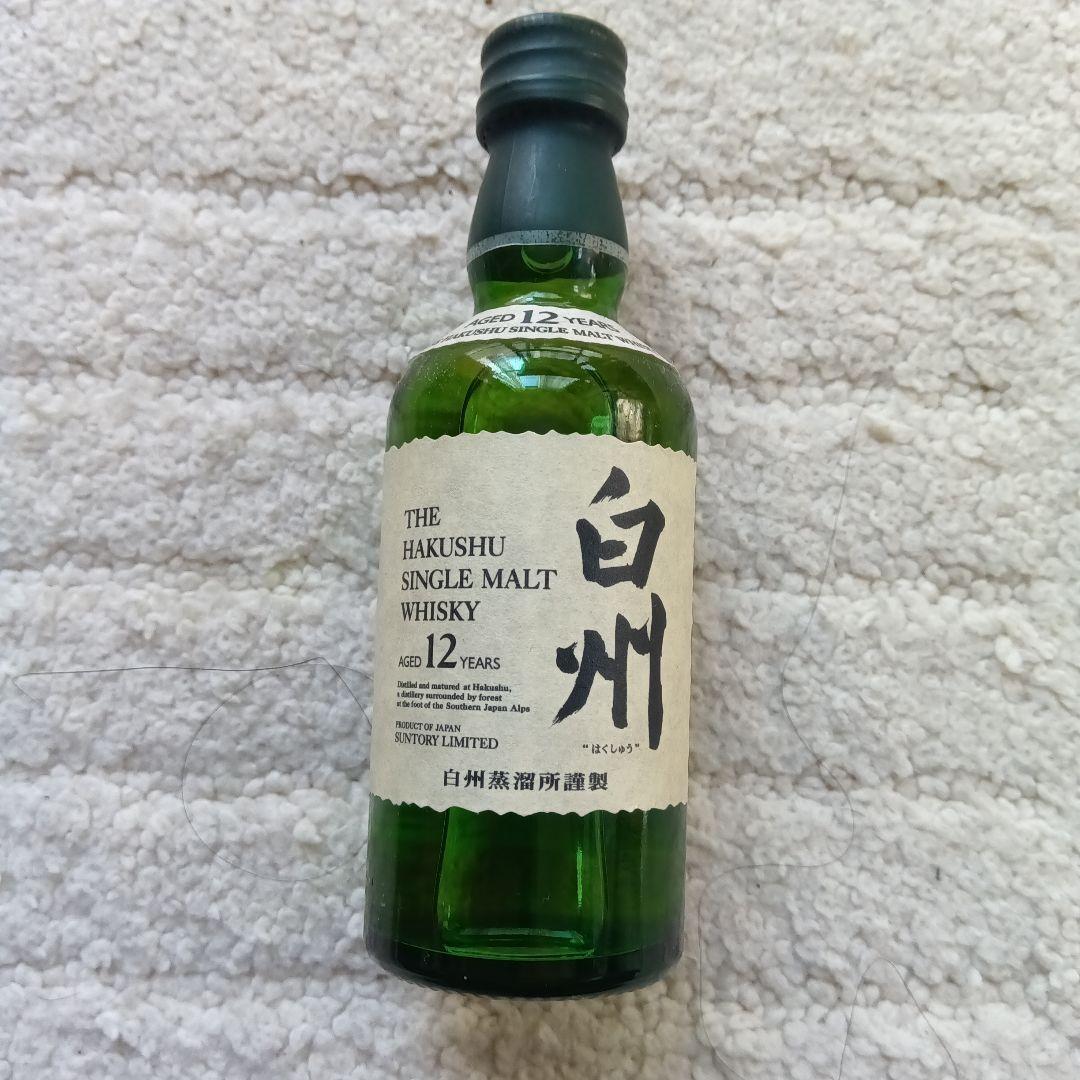 AGED 12 YEARS
HAKUSHU SINGLE MALT
THE
HAKUSHU
SINGLE MALT
WHISKY
AGED 12 YEARS
Distilled and matured at Hakushu,
a distillery surrounded by forest
at the foot of the Southern Japan Alps
PRODUCT OF JAPAN
SUNTORY LIMITED
白州
“はくしゅう”
白州蒸溜所謹製